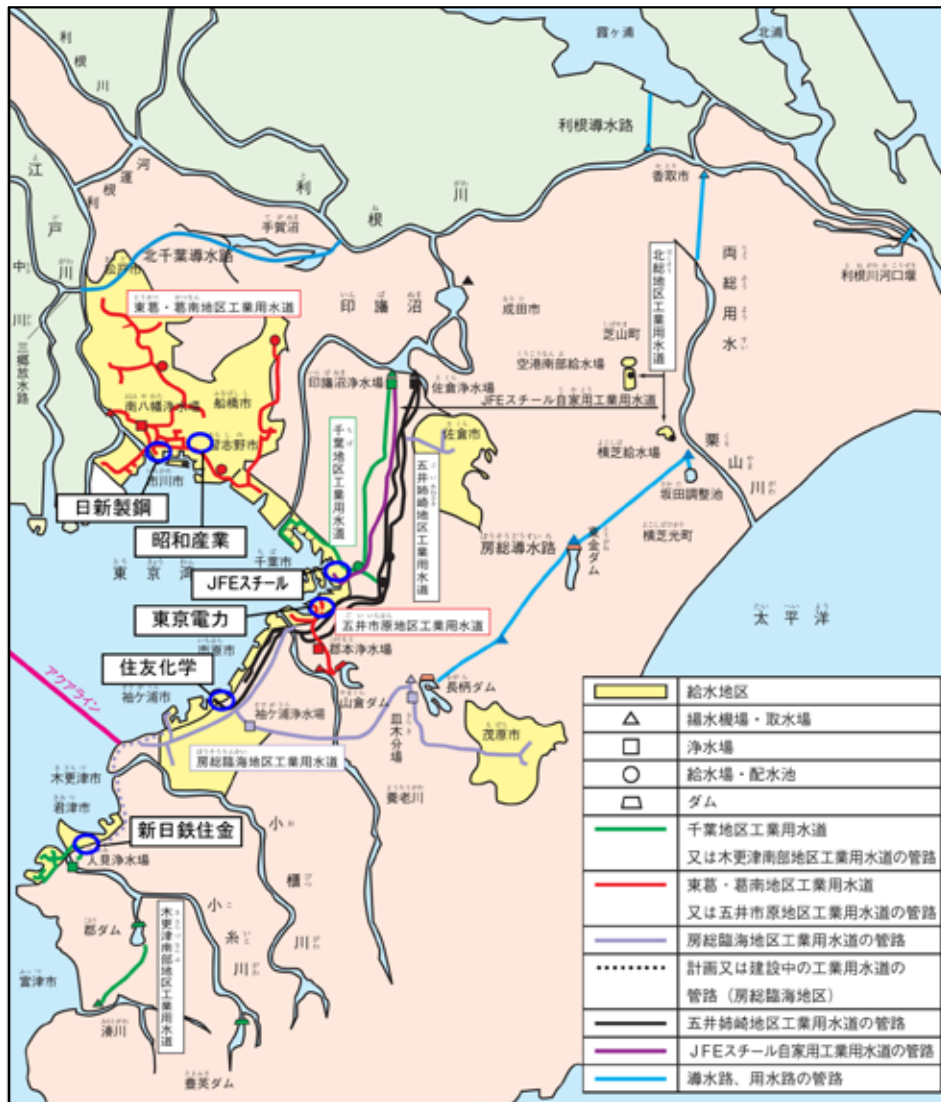 霞ヶ浦
北浦
利根川
利根導水路
江戸川
利根運河
利根川
手賀沼
香取市
北千葉導水路
中川
松戸市
東葛・葛南地区工業用水道
印旛沼
成田市
北総地区工業用水道
両総用水
利根川河口堰
芝山町
三郷放水路
空港南部給水場
印旛沼浄水場
佐倉浄水場
JFEスチール自家用工業用水道
南八幡浄水場
船橋市
習志野市
千葉地区工業用水道
五井姉崎地区工業用水道
佐倉市
横芝給水場
栗山川
市川市
坂田調整池
日新製鋼
昭和産業
房総導水路
東金ダム
横芝光町
千葉市
東京湾
JFEスチール
東京電力
五井市原地区工業用水道
太平洋
市原市
郡本浄水場
住友化学
アクアライン
袖ケ浦市
山倉ダム
長柄ダム
袖ケ浦浄水場
皿木分場
茂原市
房総臨海地区工業用水道
木更津市
養老川
君津市
新日鉄住金
小櫃川
人見浄水場
小糸川
郡ダム
木更津南部地区工業用水道
富津市
湊川
豊英ダム
給水地区
揚水機場・取水場
浄水場
給水場・配水池
ダム
千葉地区工業用水道
又は木更津南部地区工業用水道の管路
東葛・葛南地区工業用水道
又は五井市原地区工業用水道の管路
房総臨海地区工業用水道の管路
計画又は建設中の工業用水道の
管路（房総臨海地区）
五井姉崎地区工業用水道の管路
JFEスチール自家用工業用水道の管路
導水路、用水路の管路